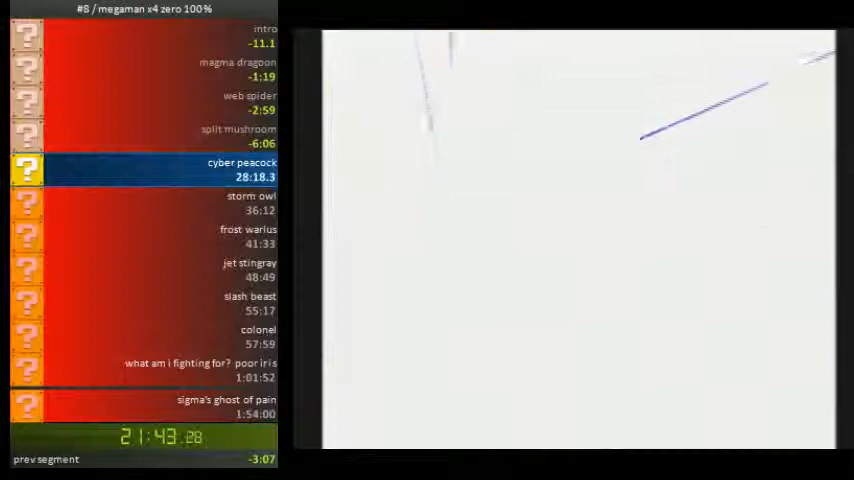 #8 / megaman x4 zero 100%
intro
-11.1
magma dragoon
-1:19
web spider
-2:59
split mushroom
-6:06
cyber peacock
28:18.3
storm owl
36:12
frost warlus
41:33
jet stingray
48:49
slash beast
55:17
colonel
57:59
what am i fighting for? poor iris
1:01:52
sigma's ghost of pain
1:54:00
21:43.28
prev segment -3:07